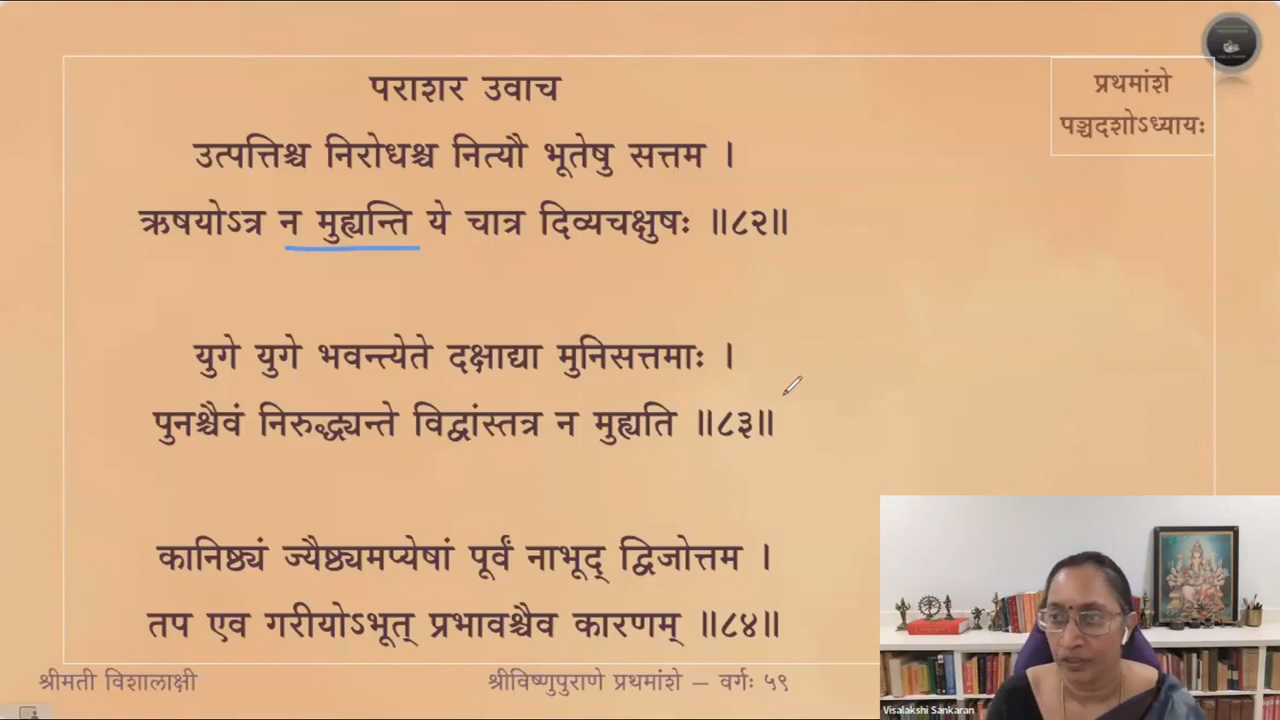 पराशर उवाच
प्रथमांशे
पञ्चदशोऽध्यायः
उत्पत्तिश्च निरोधश्च नित्यौ भूतेषु सत्तम ।
ऋषयोऽत्र न मुह्यन्ति ये चात्र दिव्यचक्षुषः ॥८२॥
युगे युगे भवन्त्येते दक्षाद्या मुनिसत्तमाः ।
पुनश्चैवं निरुद्ध्यन्ते विद्वांस्तत्र न मुह्यति ॥८३॥
कानिष्ठ्यं ज्यैष्ठ्यमप्येषां पूर्वं नाभूद् द्विजोत्तम ।
तप एव गरीयोऽभूत् प्रभावश्चैव कारणम् ॥८४॥
श्रीमती विशालाक्षी
श्रीविष्णुपुराणे प्रथमांशे – वर्गः ५९
Visalakshi Sankaran